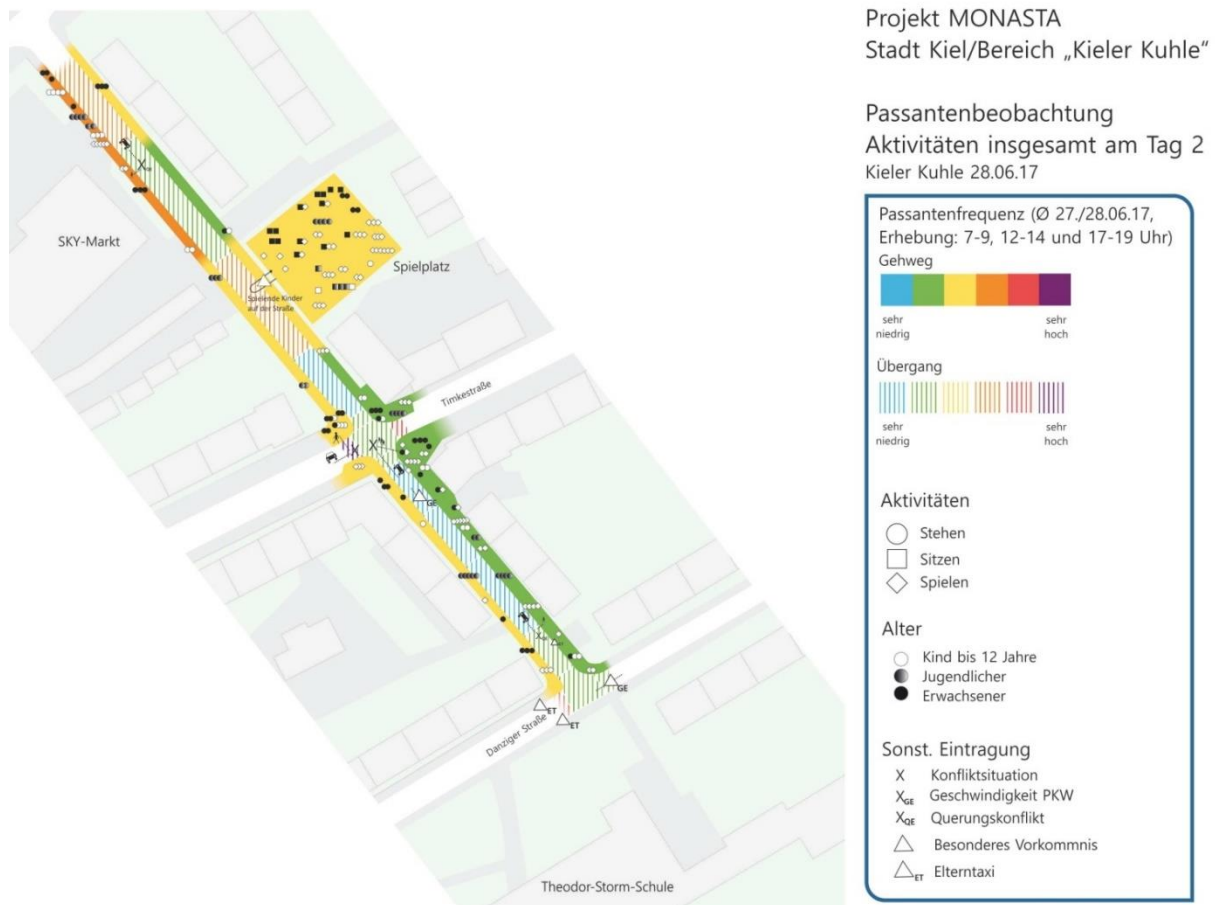 Projekt MONASTA
Stadt Kiel/Bereich „Kieler Kuhle“
Passantenbeobachtung
Aktivitäten insgesamt am Tag 2
Kieler Kuhle 28.06.17
Passantenfrequenz (Ø 27./28.06.17,
Erhebung: 7-9, 12-14 und 17-19 Uhr)
Gehweg
sehr
niedrig
sehr
hoch
Übergang
sehr
niedrig
sehr
hoch
Aktivitäten
Stehen
Sitzen
Spielen
Alter
Kind bis 12 Jahre
Jugendlicher
Erwachsener
Sonst. Eintragung
X Konfliktsituation
XGE Geschwindigkeit PKW
XQE Querungskonflikt
Besonderes Vorkommnis
ET Elterntaxi
SKY-Markt
Spielplatz
Spielende Kinder
auf der Straße
Timkestraße
X
X
X
GE
GE
ET
ET
Danziger Straße
Theodor-Storm-Schule